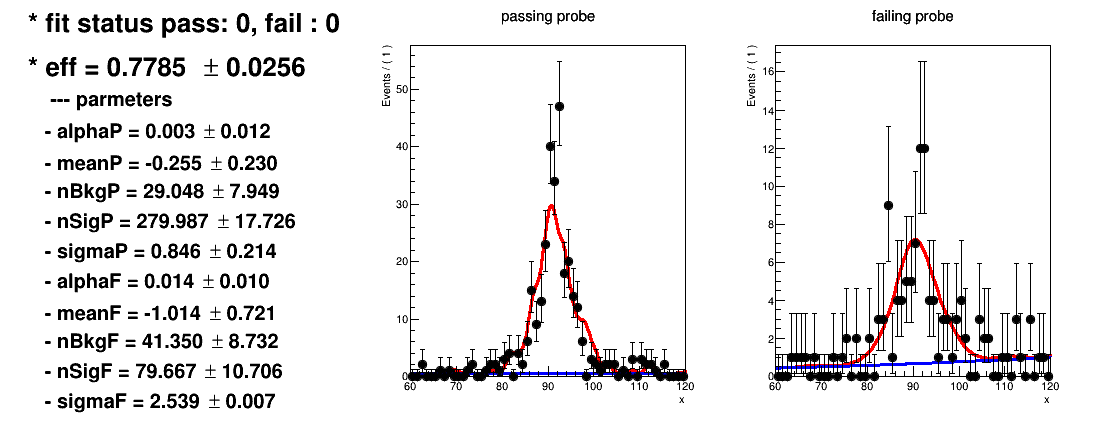 * fit status pass: 0, fail : 0
* eff = 0.7785 ± 0.0256
--- parmeters
- alphaP = 0.003 ± 0.012
- meanP = -0.255 ± 0.230
- nBkgP = 29.048 ± 7.949
- nSigP = 279.987 ± 17.726
- sigmaP = 0.846 ± 0.214
- alphaF = 0.014 ± 0.010
- meanF = -1.014 ± 0.721
- nBkgF = 41.350 ± 8.732
- nSigF = 79.667 ± 10.706
- sigmaF = 2.539 ± 0.007
passing probe
Events / ( 1 )
50
40
30
20
10
0
60 70 80 90 100 110 120
x
failing probe
Events / ( 1 )
16
14
12
10
8
6
4
2
0
60 70 80 90 100 110 120
x